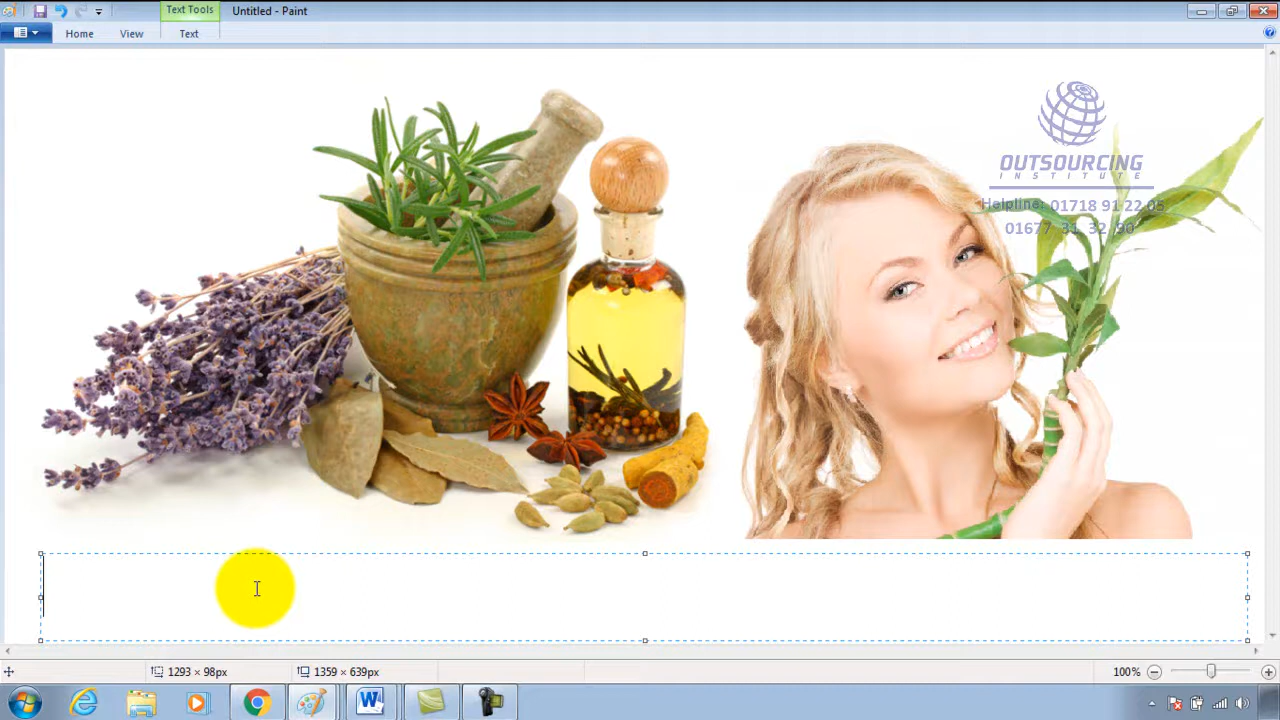 Text Tools
Untitled - Paint
Home
View
Text
OUTSOURCING
INSTITUTE
Helpline: 01718 91 22 05
01677 31 32 90
1293 × 98px
1359 × 639px
100%